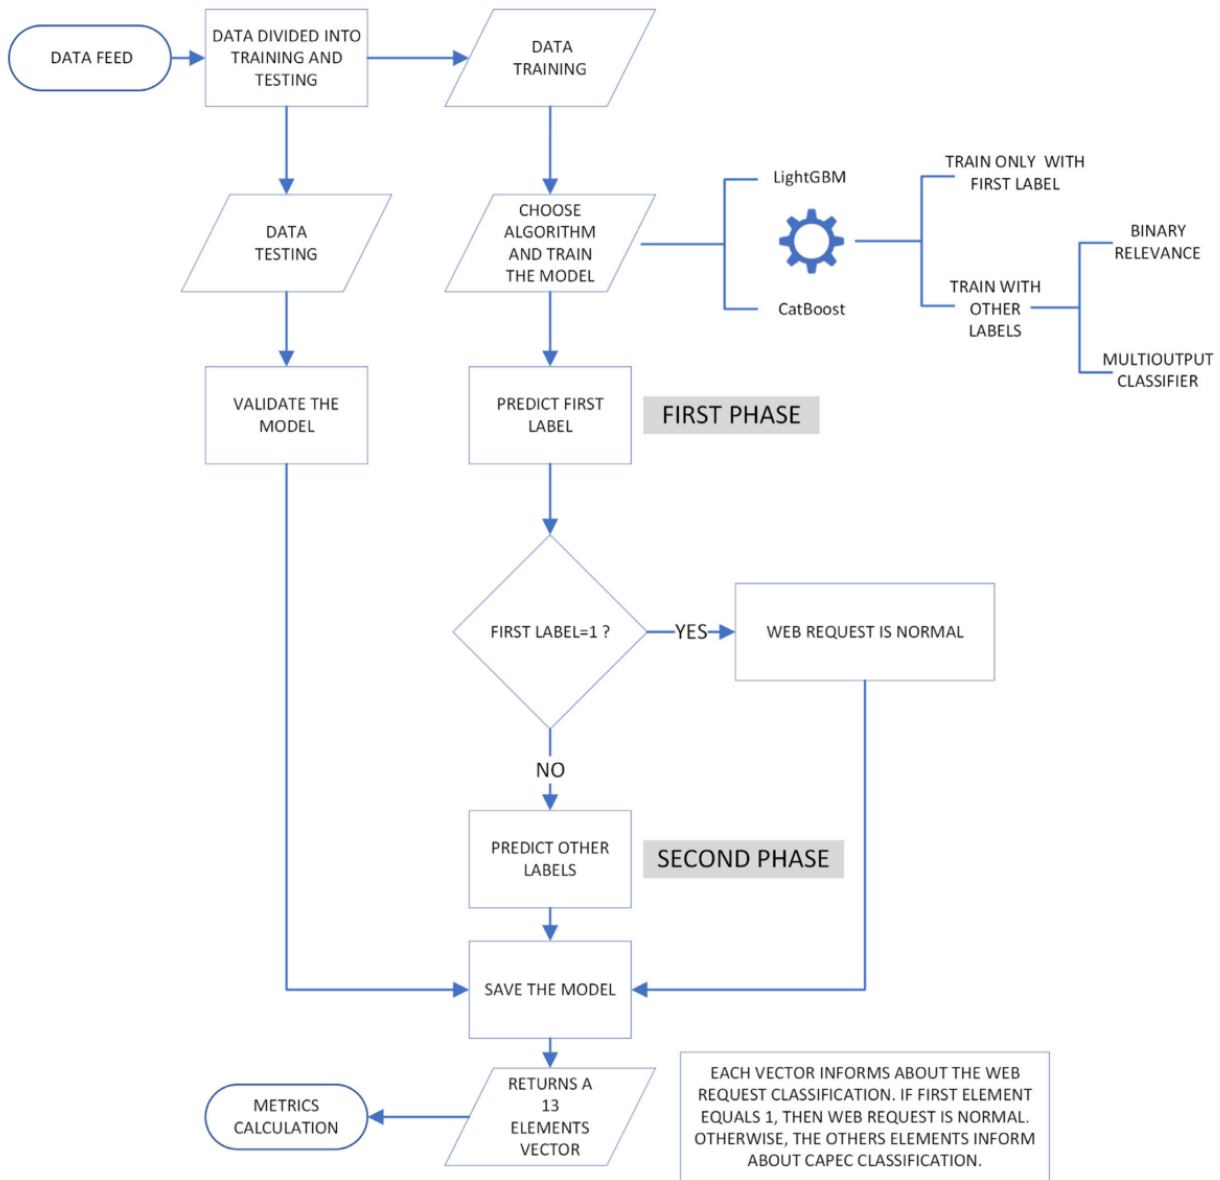 DATA FEED
DATA DIVIDED INTO
TRAINING AND
TESTING
DATA
TRAINING
DATA
TESTING
CHOOSE
ALGORITHM
AND TRAIN
THE MODEL
LightGBM
CatBoost
TRAIN ONLY WITH
FIRST LABEL
TRAIN WITH
OTHER
LABELS
BINARY
RELEVANCE
MULTIOUTPUT
CLASSIFIER
VALIDATE THE
MODEL
PREDICT FIRST
LABEL
FIRST PHASE
FIRST LABEL=1 ?
YES
WEB REQUEST IS NORMAL
NO
PREDICT OTHER
LABELS
SECOND PHASE
SAVE THE MODEL
RETURNS A
13
ELEMENTS
VECTOR
METRICS
CALCULATION
EACH VECTOR INFORMS ABOUT THE WEB
REQUEST CLASSIFICATION. IF FIRST ELEMENT
EQUALS 1, THEN WEB REQUEST IS NORMAL.
OTHERWISE, THE OTHERS ELEMENTS INFORM
ABOUT CAPEC CLASSIFICATION.